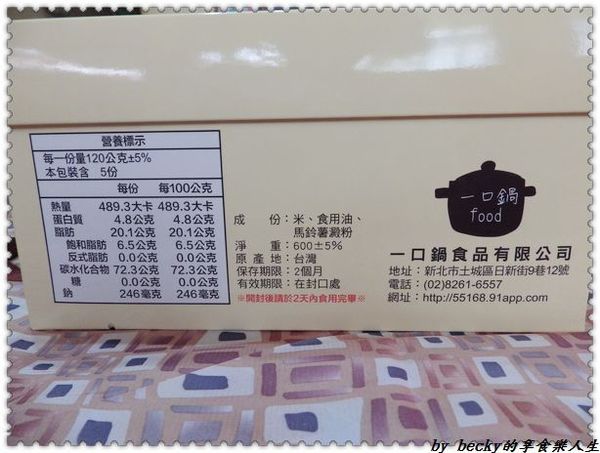 營養標示
每一份量120公克±5%
本包裝含 5份
每份 每100公克
熱量 489.3大卡 489.3大卡
蛋白質 4.8公克 4.8公克
脂肪 20.1公克 20.1公克
飽和脂肪 6.5公克 6.5公克
反式脂肪 0.0公克 0.0公克
碳水化合物 72.3公克 72.3公克
糖 0.0公克 0.0公克
鈉 246毫克 246毫克
成份：米、食用油、
馬鈴薯澱粉
淨重：600±5%
原產地：台灣
保存期限：2個月
有效期限：在封口處
※開封後請於2天內食用完畢※
一口鍋
food
一口鍋食品有限公司
地址：新北市土城區日新街9巷12號
電話：(02)8261-6557
網址：http://55168.91app.com
by becky的享食樂人生